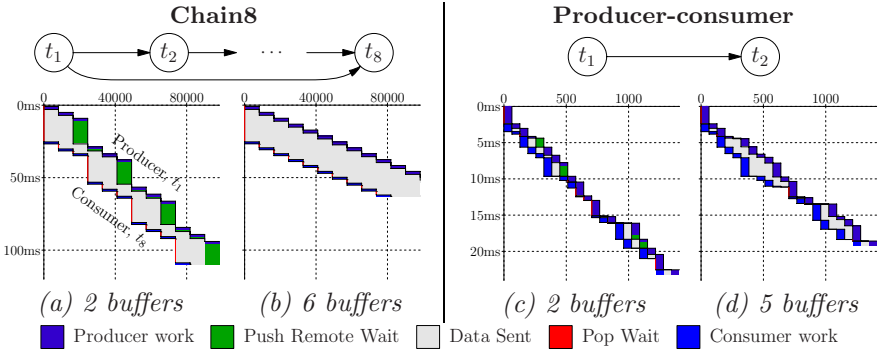 Chain8 Producer-consumer
t1 t2 ... t8 t1 t2
0 40000 80000 0 40000 80000 0 500 1000 0 500 1000
0ms 0ms
5ms
Producer, t1
50ms 10ms
Consumer, t8
15ms
100ms 20ms
(a) 2 buffers (b) 6 buffers (c) 2 buffers (d) 5 buffers
Producer work Push Remote Wait Data Sent Pop Wait Consumer work